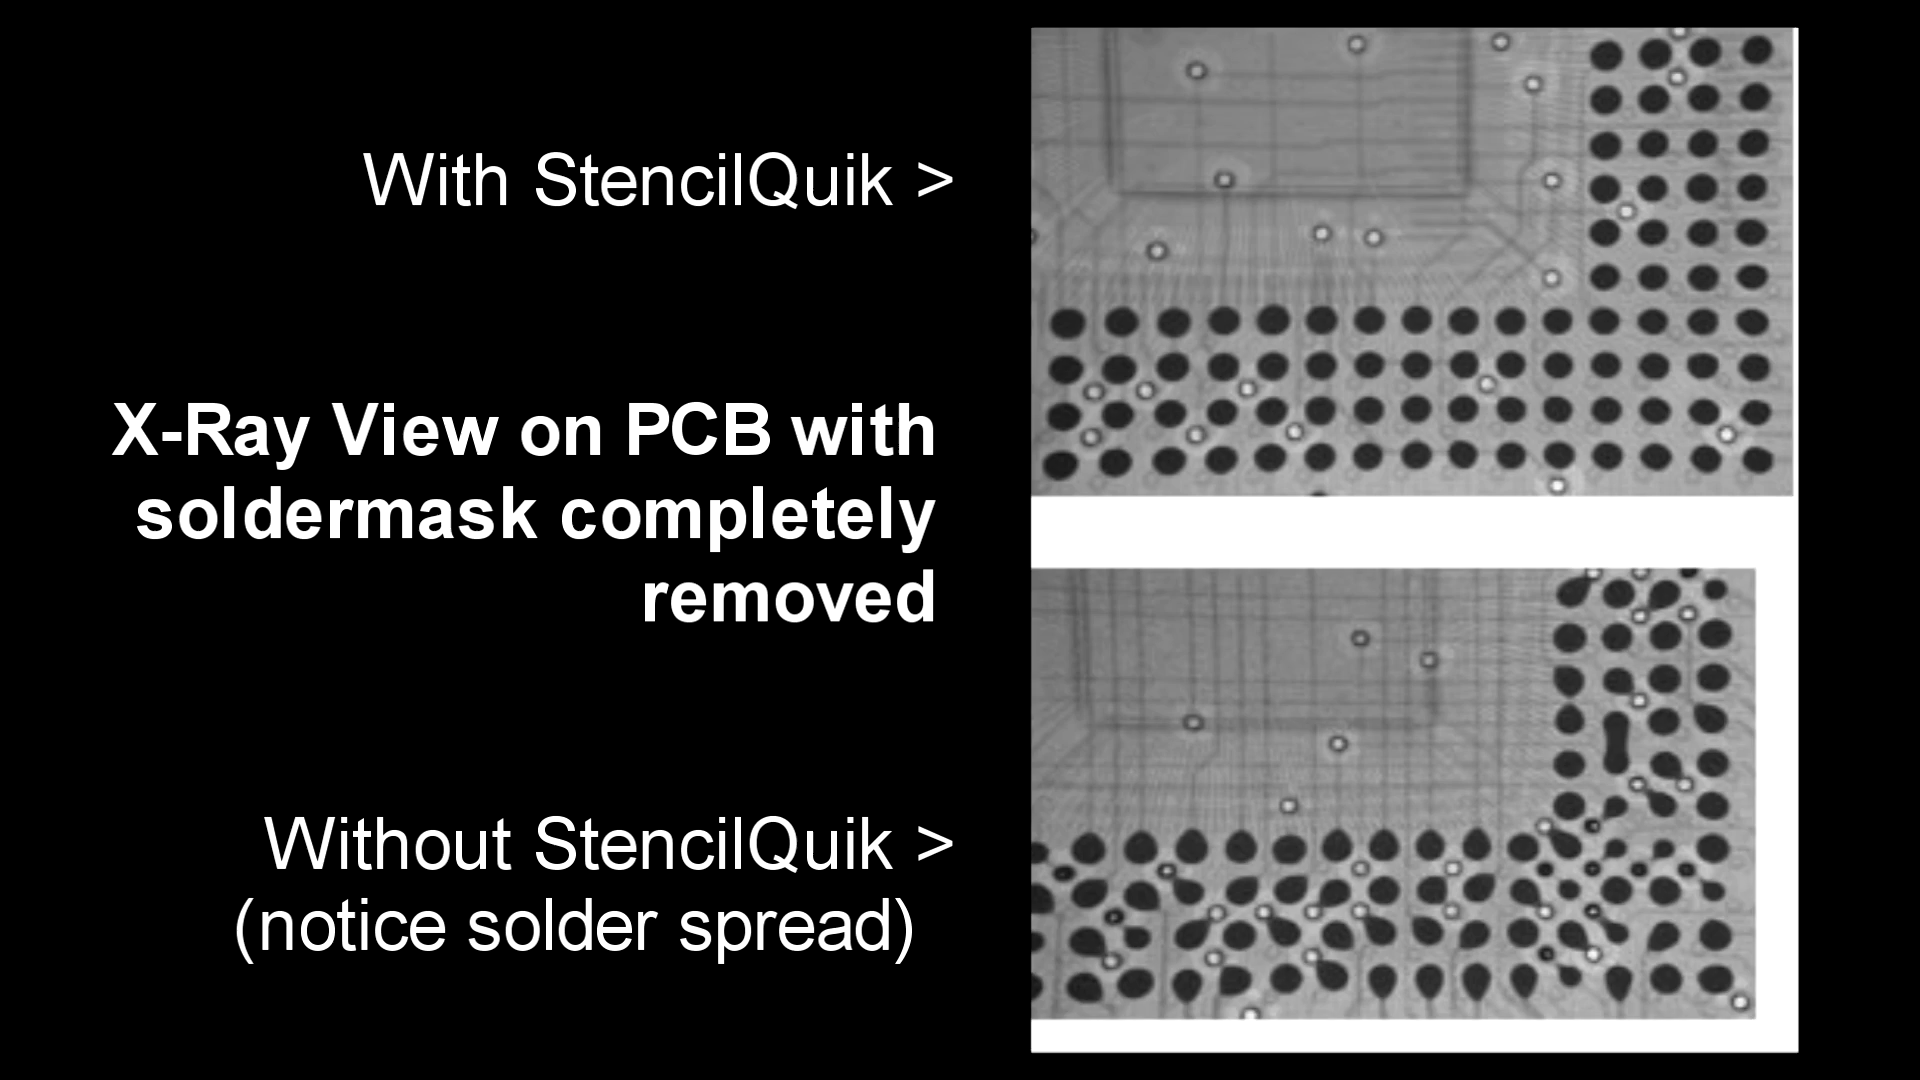 With StencilQuik >
X-Ray View on PCB with
soldermask completely
removed
Without StencilQuik >
(notice solder spread)